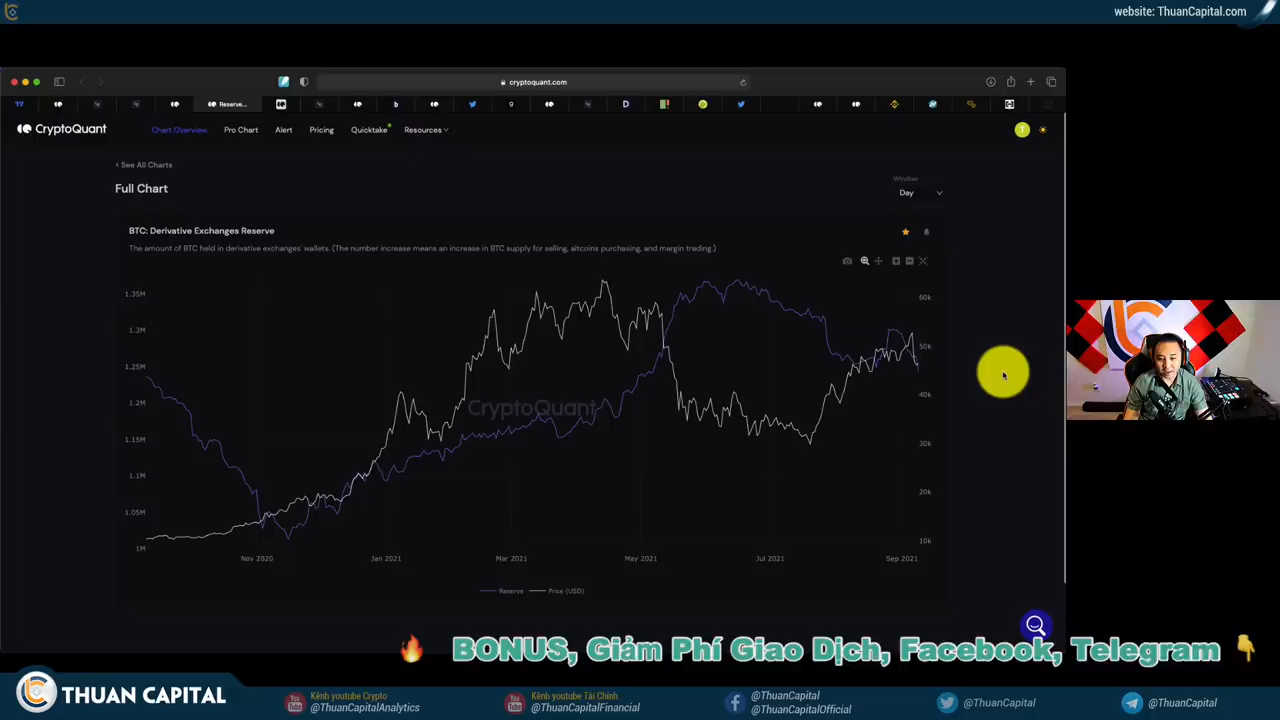 website: ThuanCapital.com
cryptoquant.com
Reserve...
CryptoQuant
Chart Overview
Pro Chart
Alert
Pricing
Quicktake
Resources
T
See All Charts
Full Chart
Window
Day
BTC: Derivative Exchanges Reserve
The amount of BTC held in derivative exchanges' wallets. (The number increase means an increase in BTC supply for selling, altcoins purchasing, and margin trading.)
1.35M
1.3M
1.25M
1.2M
1.15M
1.1M
1.05M
1M
60k
50k
40k
30k
20k
10k
CryptoQuant
Nov 2020
Jan 2021
Mar 2021
May 2021
Jul 2021
Sep 2021
Reserve
Price (USD)
BONUS, Giảm Phí Giao Dịch, Facebook, Telegram
THUAN CAPITAL
Kênh youtube Crypto
@ThuanCapitalAnalytics
Kênh youtube Tài Chính
@ThuanCapitalFinancial
@ThuanCapital
@ThuanCapitalOfficial
@ThuanCapital
@ThuanCapital